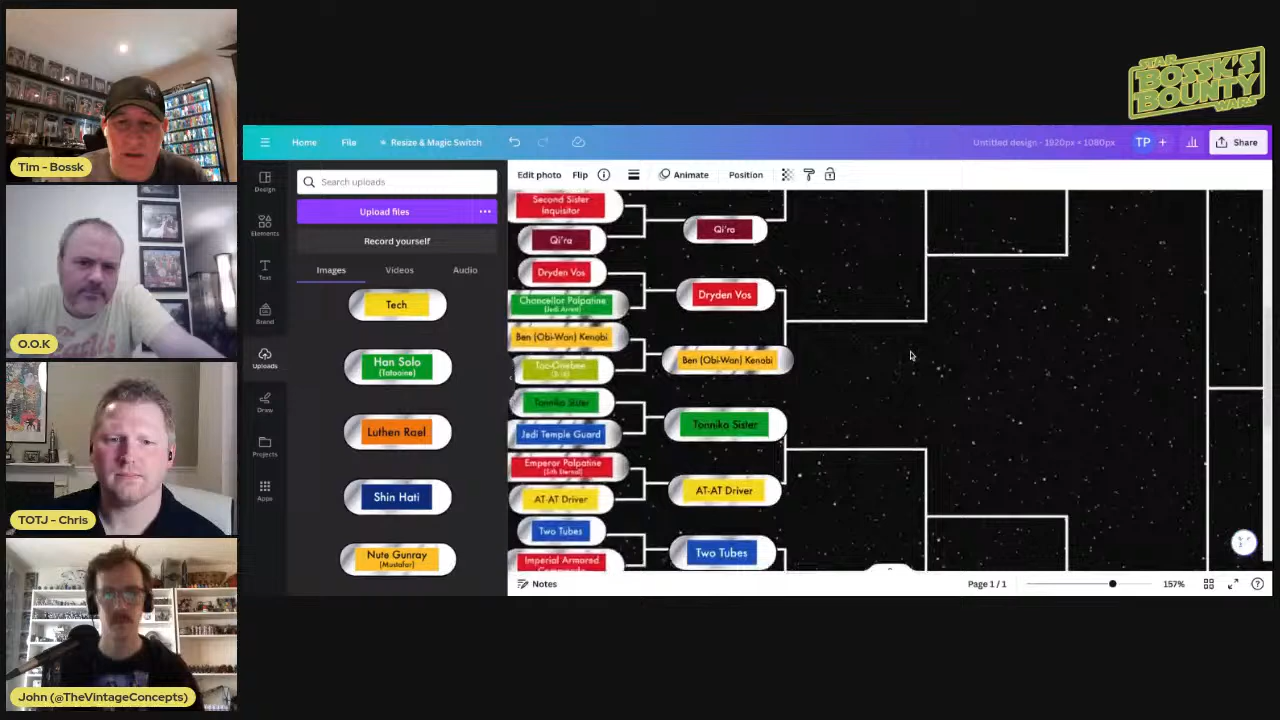 Tim - Bossk
O.O.K
TOTJ - Chris
John (@TheVintageConcepts)
STAR
BOSSK'S
BOUNTY
WARS
Home
File
Resize & Magic Switch
Untitled design - 1920px × 1080px
TP
+
Share
Design
Elements
Text
Brand
Uploads
Draw
Projects
Apps
Search uploads
Upload files
Record yourself
Images
Videos
Audio
Tech
Han Solo
(Tatooine)
Luthen Rael
Shin Hati
Nute Gunray
(Mustafar)
Edit photo
Flip
Animate
Position
Second Sister
Inquisitor
Qi'ra
Dryden Vos
Chancellor Palpatine
Ben (Obi-Wan) Kenobi
Tonnika Sister
Jedi Temple Guard
Emperor Palpatine
(Sith Eternal)
AT-AT Driver
Two Tubes
Imperial Armored
Qi'ra
Dryden Vos
Ben (Obi-Wan) Kenobi
Tonnika Sister
AT-AT Driver
Two Tubes
Notes
Page 1 / 1
157%